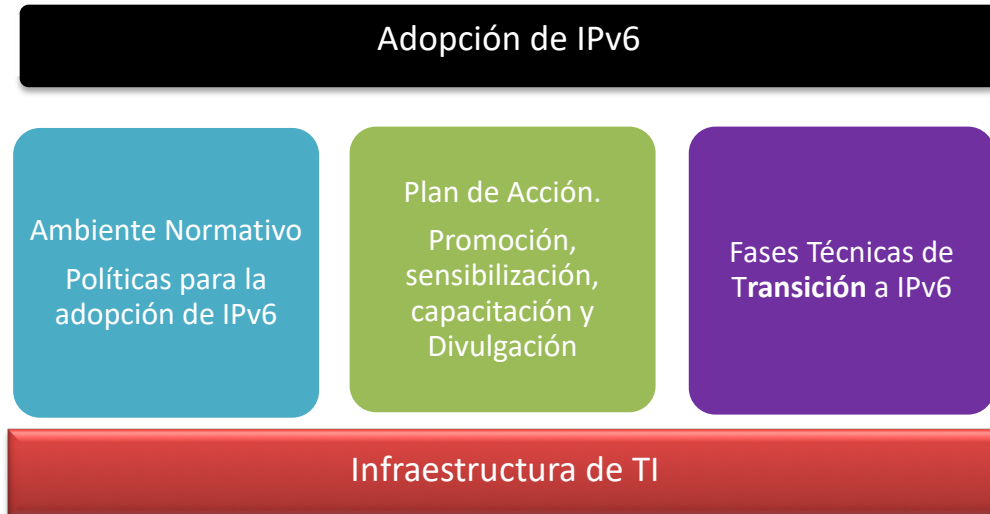 Adopción de IPv6
Ambiente Normativo
Políticas para la
adopción de IPv6
Plan de Acción.
Promoción,
sensibilización,
capacitación y
Divulgación
Fases Técnicas de
Transición a IPv6
Infraestructura de TI